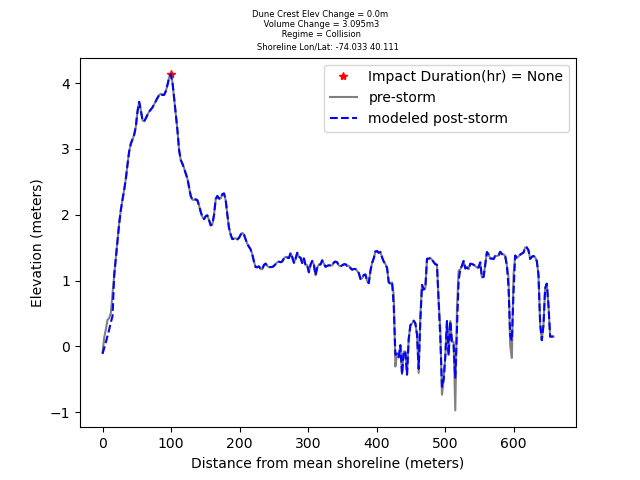 Dune Crest Elev Change = 0.0m
Volume Change = 3.095m3
Regime = Collision
Shoreline Lon/Lat: -74.033 40.111
Impact Duration(hr) = None
pre-storm
modeled post-storm
Elevation (meters)
4
3
2
1
0
−1
0 100 200 300 400 500 600
Distance from mean shoreline (meters)